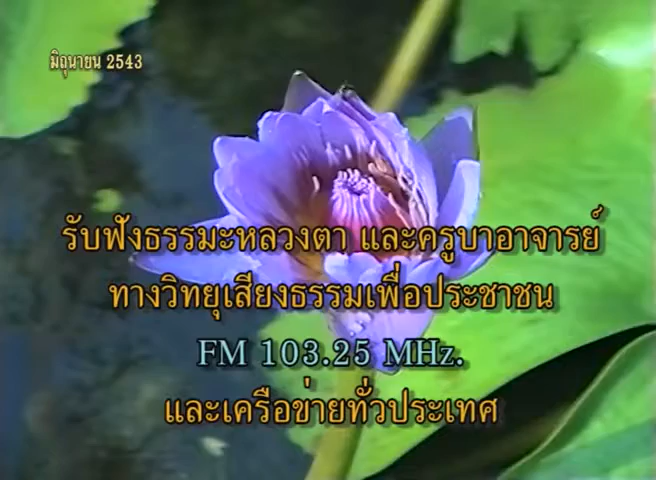 มิถุนายน 2543
รับฟังธรรมะหลวงตา และครูบาอาจารย์
ทางวิทยุเสียงธรรมเพื่อประชาชน
FM 103.25 MHz.
และเครือข่ายทั่วประเทศ